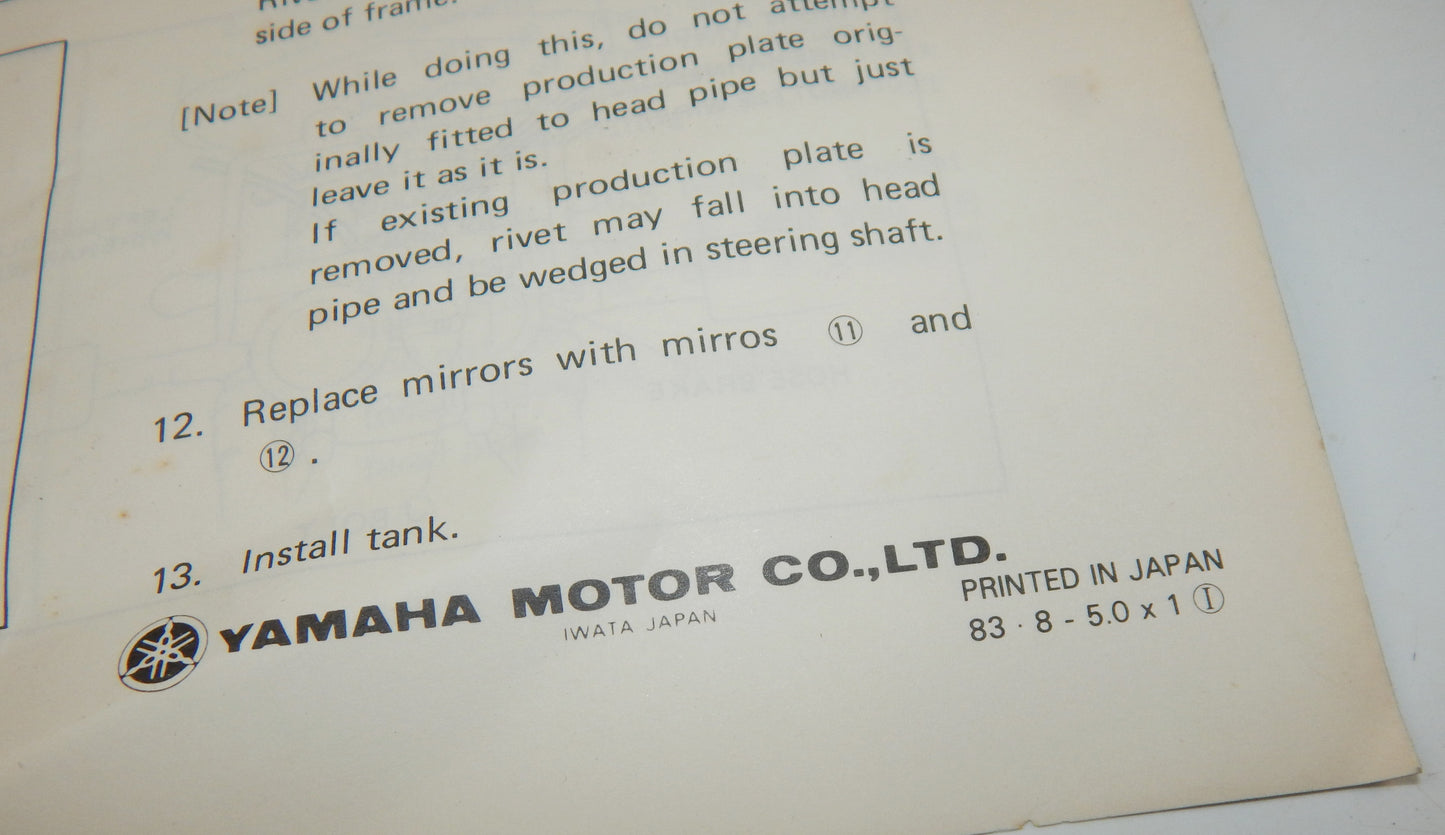 side of frame.
[Note] While doing this, do not attempt
to remove production plate orig-
inally fitted to head pipe but just
leave it as it is.
If existing production plate is
removed, rivet may fall into head
pipe and be wedged in steering shaft.
12. Replace mirrors with mirros ⑪ and
⑫ .
13. Install tank.
YAMAHA MOTOR CO.,LTD.
IWATA JAPAN
PRINTED IN JAPAN
83 · 8 - 5.0 x 1 Ⓘ